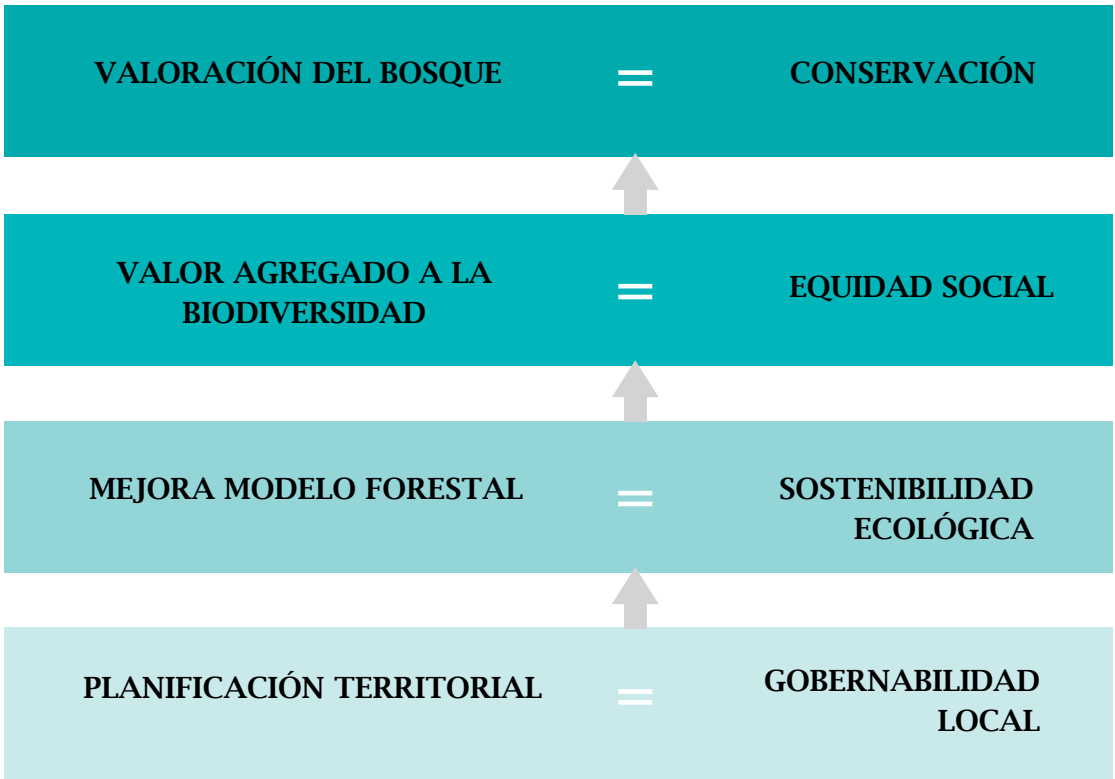 VALORACIÓN DEL BOSQUE = CONSERVACIÓN
VALOR AGREGADO A LA
BIODIVERSIDAD = EQUIDAD SOCIAL
MEJORA MODELO FORESTAL = SOSTENIBILIDAD
ECOLÓGICA
PLANIFICACIÓN TERRITORIAL = GOBERNABILIDAD
LOCAL